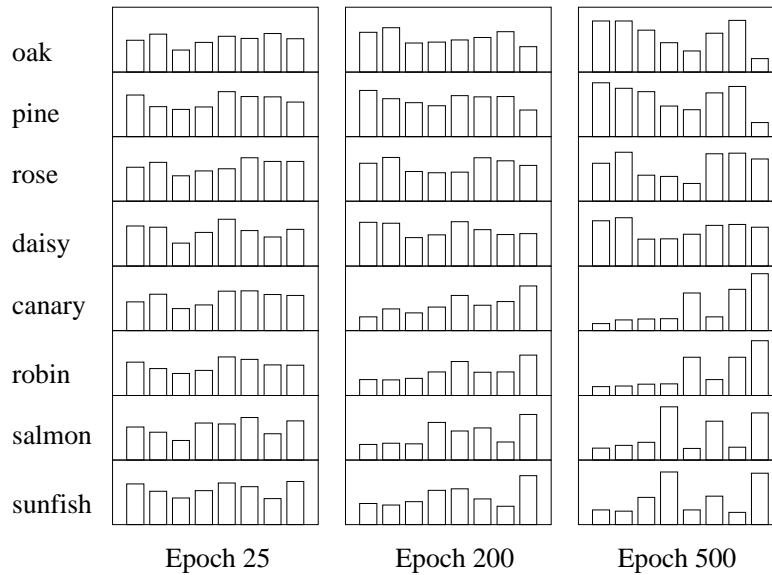 oak
pine
rose
daisy
canary
robin
salmon
sunfish
Epoch 25 Epoch 200 Epoch 500